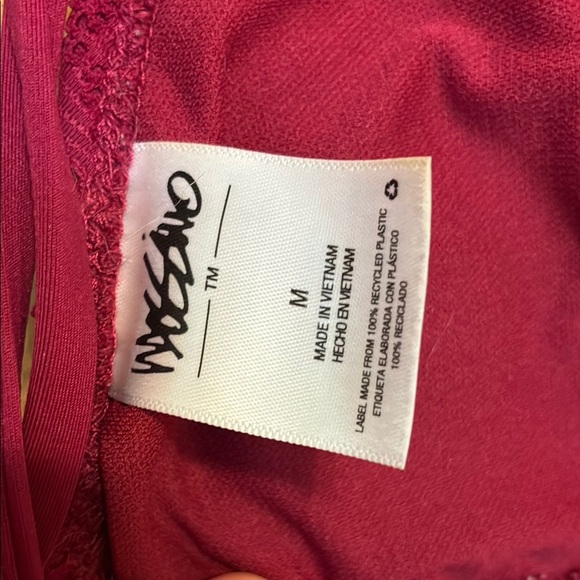 mossimo
TM
M
MADE IN VIETNAM
HECHO EN VIETNAM
LABEL MADE FROM 100% RECYCLED PLASTIC
ETIQUETA ELABORADA CON PLÁSTICO
100% RECICLADO